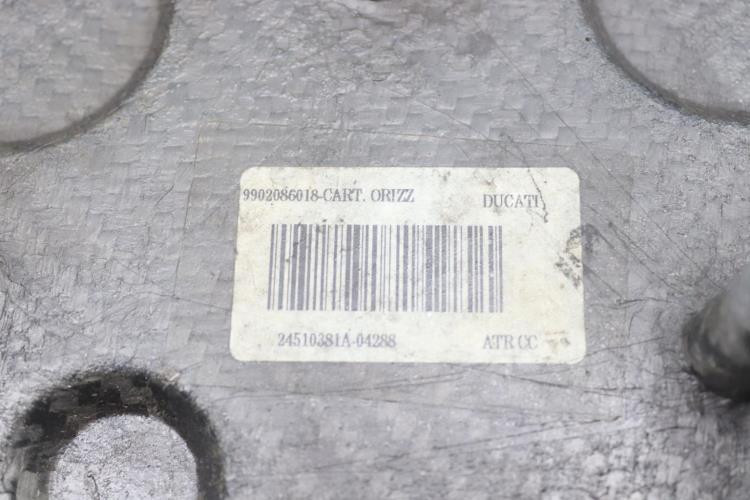 9902086018-CART. ORIZZ DUCATI
24510381A-04288 ATR CC